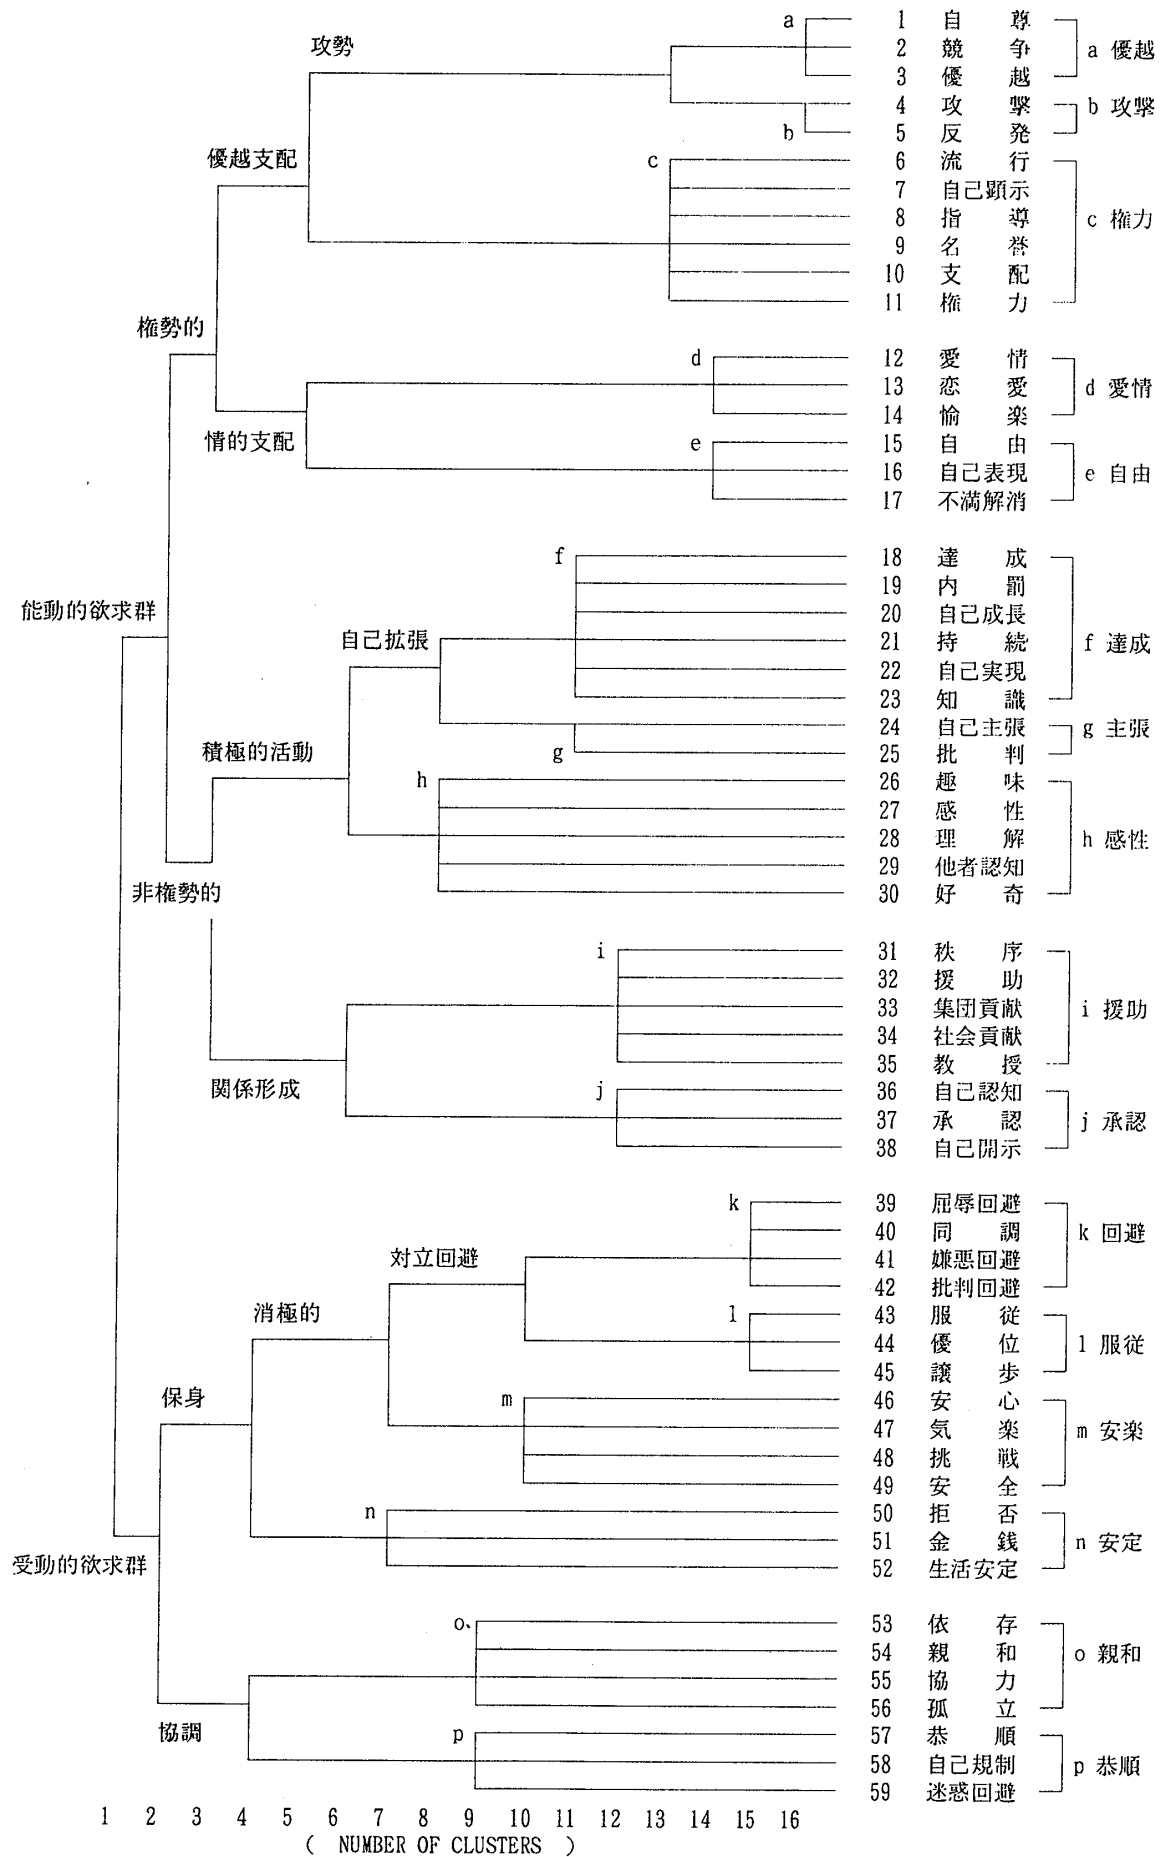 a 1 自尊
攻勢 2 競争 a 優越
3 優越
4 攻撃 b 攻撃
b 5 反発
優越支配 c 6 流行
7 自己顕示
8 指導 c 権力
9 名誉
10 支配
11 権力
権勢的
d 12 愛情
13 恋愛 d 愛情
14 愉楽
情的支配 e 15 自由
16 自己表現 e 自由
17 不満解消
f 18 達成
19 内罰
能動的欲求群 20 自己成長
自己拡張 21 持続 f 達成
22 自己実現
23 知識
24 自己主張 g 主張
積極的活動 g 25 批判
h 26 趣味
27 感性
28 理解 h 感性
29 他者認知
非権勢的 30 好奇
i 31 秩序
32 援助
33 集団貢献 i 援助
34 社会貢献
35 教授
関係形成 j 36 自己認知
37 承認 j 承認
38 自己開示
k 39 屈辱回避
40 同調 k 回避
対立回避 41 嫌悪回避
42 批判回避
消極的 l 43 服従
44 優位 l 服従
45 譲歩
保身 m 46 安心
47 気楽 m 安楽
48 挑戦
49 安全
n 50 拒否
51 金銭 n 安定
受動的欲求群 52 生活安定
o 53 依存
54 親和 o 親和
55 協力
56 孤立
協調 p 57 恭順
58 自己規制 p 恭順
59 迷惑回避
1 2 3 4 5 6 7 8 9 10 11 12 13 14 15 16
( NUMBER OF CLUSTERS )